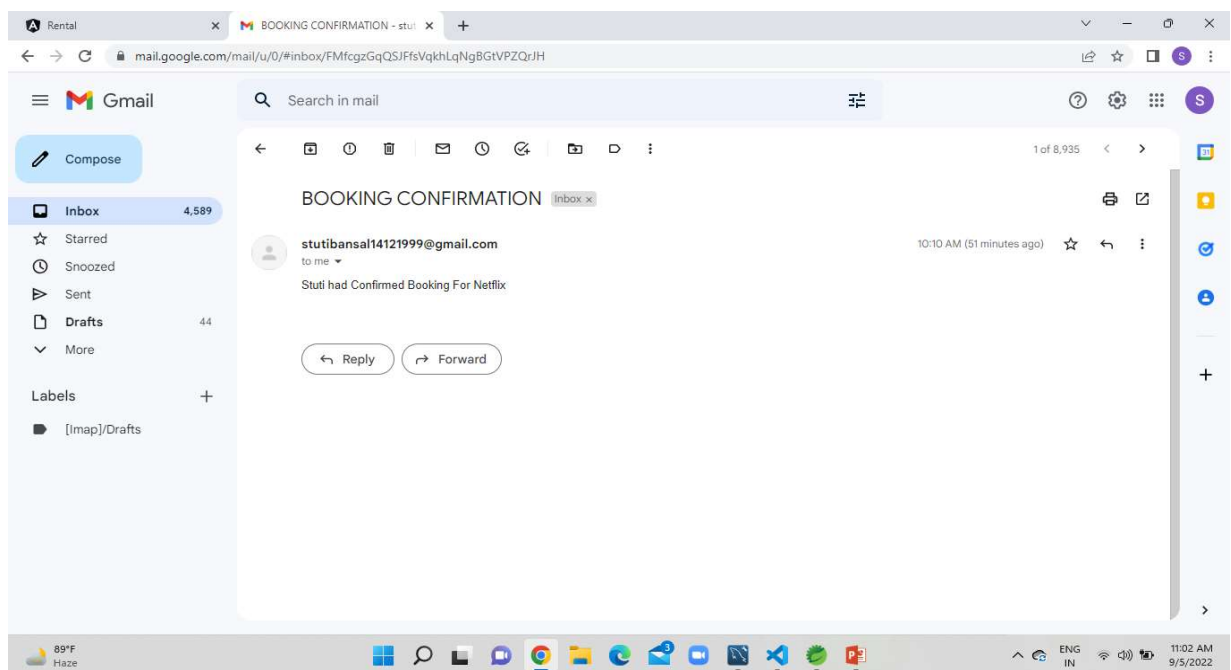 Rental
BOOKING CONFIRMATION - stut
mail.google.com/mail/u/0/#inbox/FMfcgzGqQSJFfsVqkhLqNgBGtVPZQrJH
S
Gmail
Search in mail
S
Compose
1 of 8,935
31
BOOKING CONFIRMATION Inbox x
Inbox 4,589
Starred
Snoozed
Sent
Drafts 44
More
Labels
[Imap]/Drafts
stutibansal14121999@gmail.com 10:10 AM (51 minutes ago)
to me
Stuti had Confirmed Booking For Netflix
Reply Forward
89°F
Haze
3
ENG
IN
11:02 AM
9/5/2022